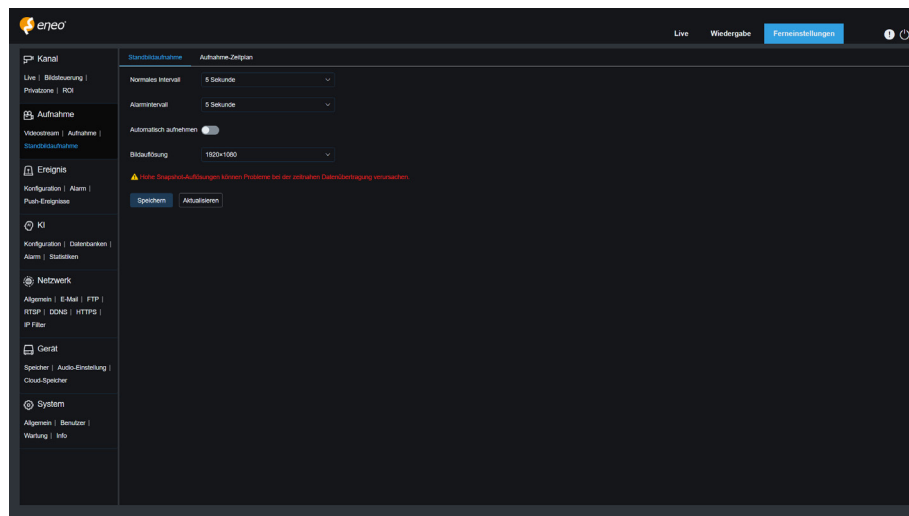 eneo
Live Wiedergabe Ferneinstellungen
Kanal
Live | Bildsteuerung |
Privatzone | ROI
Aufnahme
Videostream | Aufnahme |
Standbildaufnahme
Ereignis
Konfiguration | Alarm |
Push-Ereignisse
KI
Konfiguration | Datenbanken |
Alarm | Statistiken
Netzwerk
Allgemein | E-Mail | FTP |
RTSP | DDNS | HTTPS |
IP Filter
Gerät
Speicher | Audio-Einstellung |
Cloud-Speicher
System
Allgemein | Benutzer |
Wartung | Info
Standbildaufnahme Aufnahme-Zeitplan
Normales Intervall 5 Sekunde
Alarmintervall 5 Sekunde
Automatisch aufnehmen
Bildauflösung 1920×1080
Hohe Snapshot-Auflösungen können Probleme bei der zeitnahen Datenübertragung verursachen.
Speichern Aktualisieren